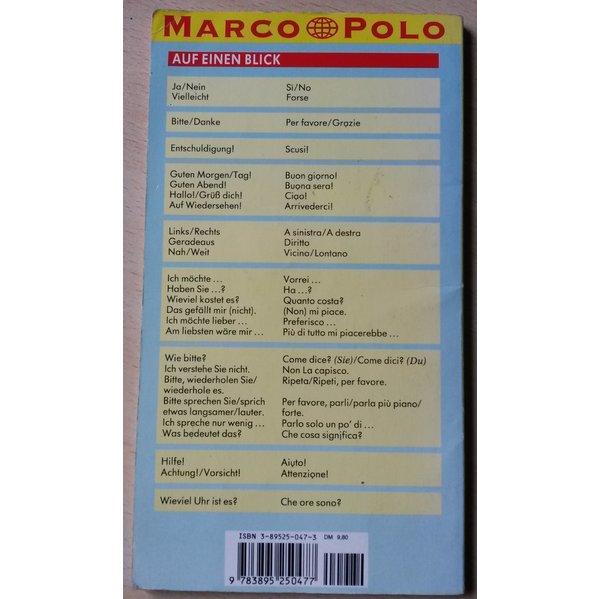 MARCO POLO
AUF EINEN BLICK
Ja/Nein Sì/No
Vielleicht Forse
Bitte/Danke Per favore/Grazie
Entschuldigung! Scusi!
Guten Morgen/Tag! Buon giorno!
Guten Abend! Buona sera!
Hallo!/Grüß dich! Ciao!
Auf Wiedersehen! Arrivederci!
Links/Rechts A sinistra/A destra
Geradeaus Diritto
Nah/Weit Vicino/Lontano
Ich möchte … Vorrei …
Haben Sie …? Ha …?
Wieviel kostet es? Quanto costa?
Das gefällt mir (nicht). (Non) mi piace.
Ich möchte lieber … Preferisco …
Am liebsten wäre mir … Più di tutto mi piacerebbe …
Wie bitte? Come dice? (Sie)/Come dici? (Du)
Ich verstehe Sie nicht. Non La capisco.
Bitte, wiederholen Sie/ Ripeta/Ripeti, per favore.
wiederhole es.
Bitte sprechen Sie/sprich Per favore, parli/parla più piano/
etwas langsamer/lauter. forte.
Ich spreche nur wenig … Parlo solo un po' di …
Was bedeutet das? Che cosa significa?
Hilfe! Aiuto!
Achtung!/Vorsicht! Attenzione!
Wieviel Uhr ist es? Che ore sono?
ISBN 3-89525-047-3 DM 9,80
9 783895 250477